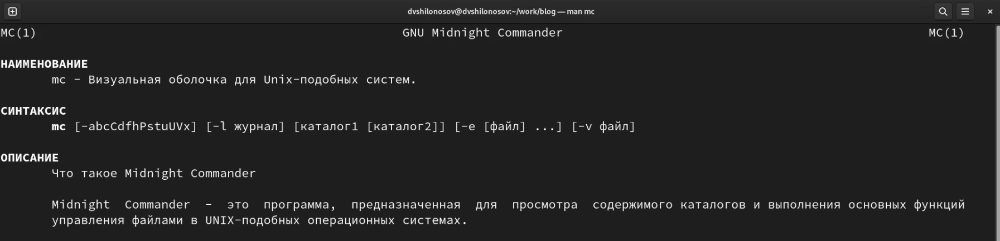 dvshilonosov@dvshilonosov:~/work/blog — man mc
MC(1) GNU Midnight Commander MC(1)
НАИМЕНОВАНИЕ
mc - Визуальная оболочка для Unix-подобных систем.
СИНТАКСИС
mc [-abcCdfhPstuUVx] [-l журнал] [каталог1 [каталог2]] [-e [файл] ...] [-v файл]
ОПИСАНИЕ
Что такое Midnight Commander
Midnight Commander - это программа, предназначенная для просмотра содержимого каталогов и выполнения основных функций
управления файлами в UNIX-подобных операционных системах.